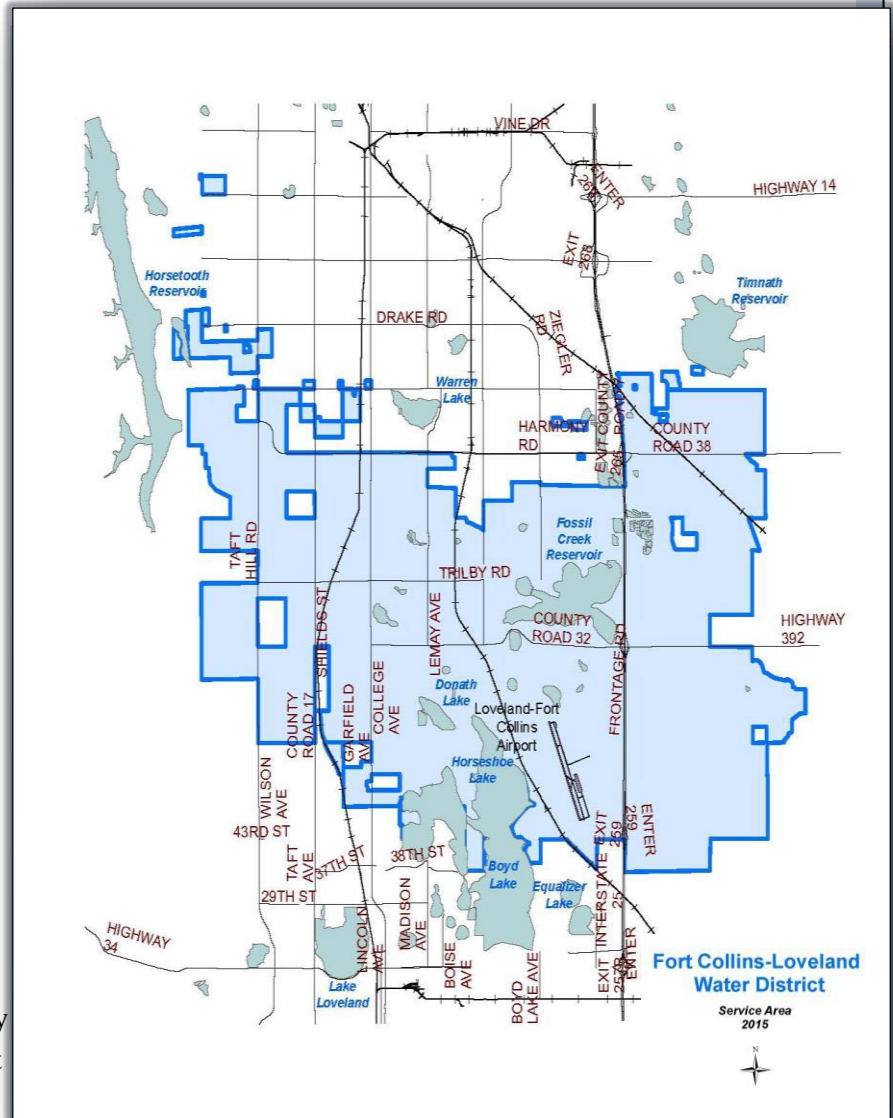 VINE DR
ENTER
269
HIGHWAY 14
EXIT
268
Horsetooth
Reservoir
Timnath
Reservoir
DRAKE RD
ZIEGLER
RD
Warren
Lake
HARMONY
RD
EXIT COUNTY
265 ROAD
COUNTY
ROAD 38
Fossil
Creek
Reservoir
TAFT
HILL RD
TRILBY RD
SHIELDS ST
LEMAY AVE
COUNTY
ROAD 32
HIGHWAY
392
FRONTAGE RD
COUNTY
ROAD 17
GARFIELD
AVE
COLLEGE
AVE
Donath
Lake
Loveland-Fort
Collins
Airport
Horseshoe
Lake
WILSON
AVE
43RD ST
ENTER
259
EXIT
259
TAFT
AVE
37TH ST
38TH ST
29TH ST
Boyd
Lake
Equalizer
Lake
INTERSTATE
25
MADISON
AVE
LINCOLN
AVE
BOISE
AVE
BOYD
LAKE AVE
EXIT
ENTER
HIGHWAY
34
Lake
Loveland
Fort Collins-Loveland
Water District
Service Area
2015
N
y